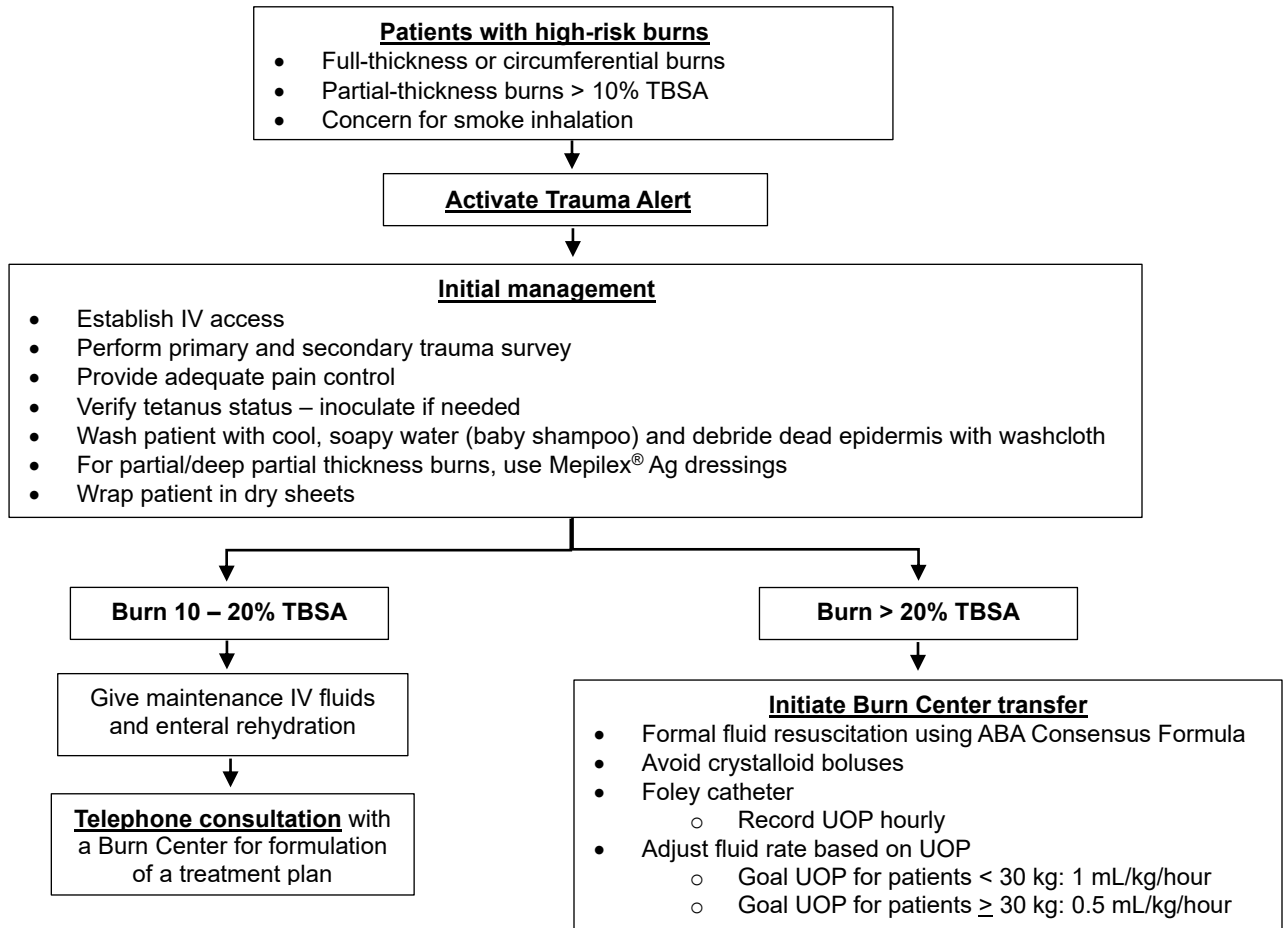 Patients with high-risk burns
• Full-thickness or circumferential burns
• Partial-thickness burns > 10% TBSA
• Concern for smoke inhalation
Activate Trauma Alert
Initial management
• Establish IV access
• Perform primary and secondary trauma survey
• Provide adequate pain control
• Verify tetanus status – inoculate if needed
• Wash patient with cool, soapy water (baby shampoo) and debride dead epidermis with washcloth
• For partial/deep partial thickness burns, use Mepilex® Ag dressings
• Wrap patient in dry sheets
Burn 10 – 20% TBSA
Give maintenance IV fluids
and enteral rehydration
Telephone consultation with
a Burn Center for formulation
of a treatment plan
Burn > 20% TBSA
Initiate Burn Center transfer
• Formal fluid resuscitation using ABA Consensus Formula
• Avoid crystalloid boluses
• Foley catheter
o Record UOP hourly
• Adjust fluid rate based on UOP
o Goal UOP for patients < 30 kg: 1 mL/kg/hour
o Goal UOP for patients ≥ 30 kg: 0.5 mL/kg/hour